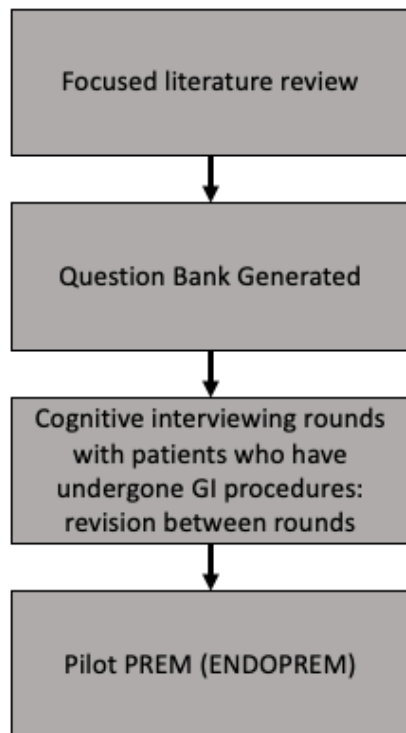 Focused literature review
Question Bank Generated
Cognitive interviewing rounds
with patients who have
undergone GI procedures:
revision between rounds
Pilot PREM (ENDOPREM)